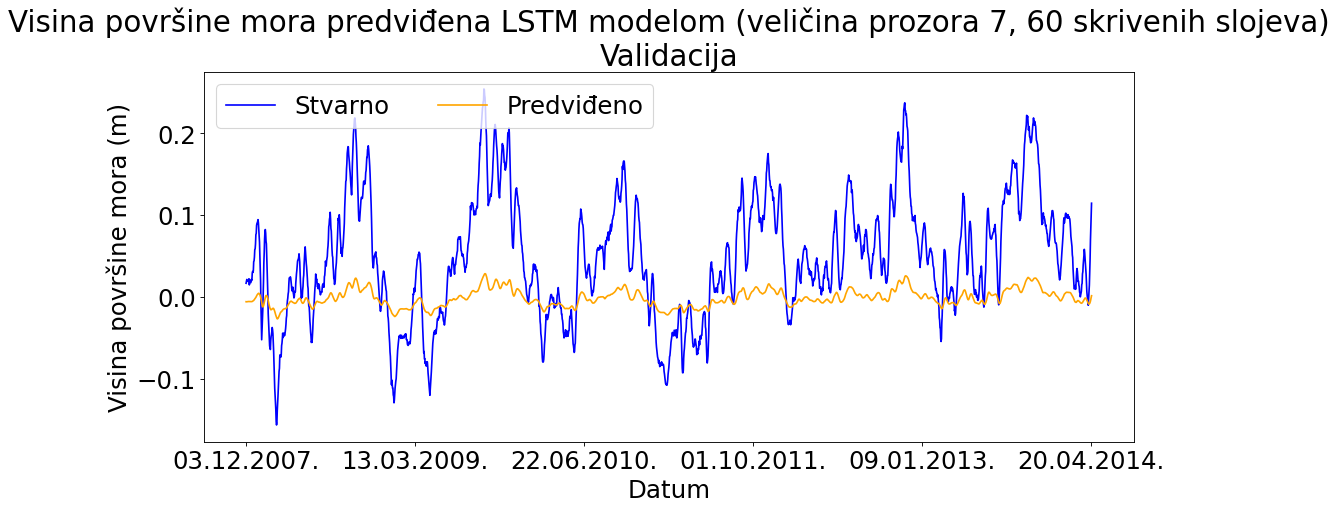 Visina površine mora predviđena LSTM modelom (veličina prozora 7, 60 skrivenih slojeva)
Validacija
Stvarno
Predviđeno
Visina površine mora (m)
0.2
0.1
0.0
−0.1
03.12.2007.
13.03.2009.
22.06.2010.
01.10.2011.
09.01.2013.
20.04.2014.
Datum